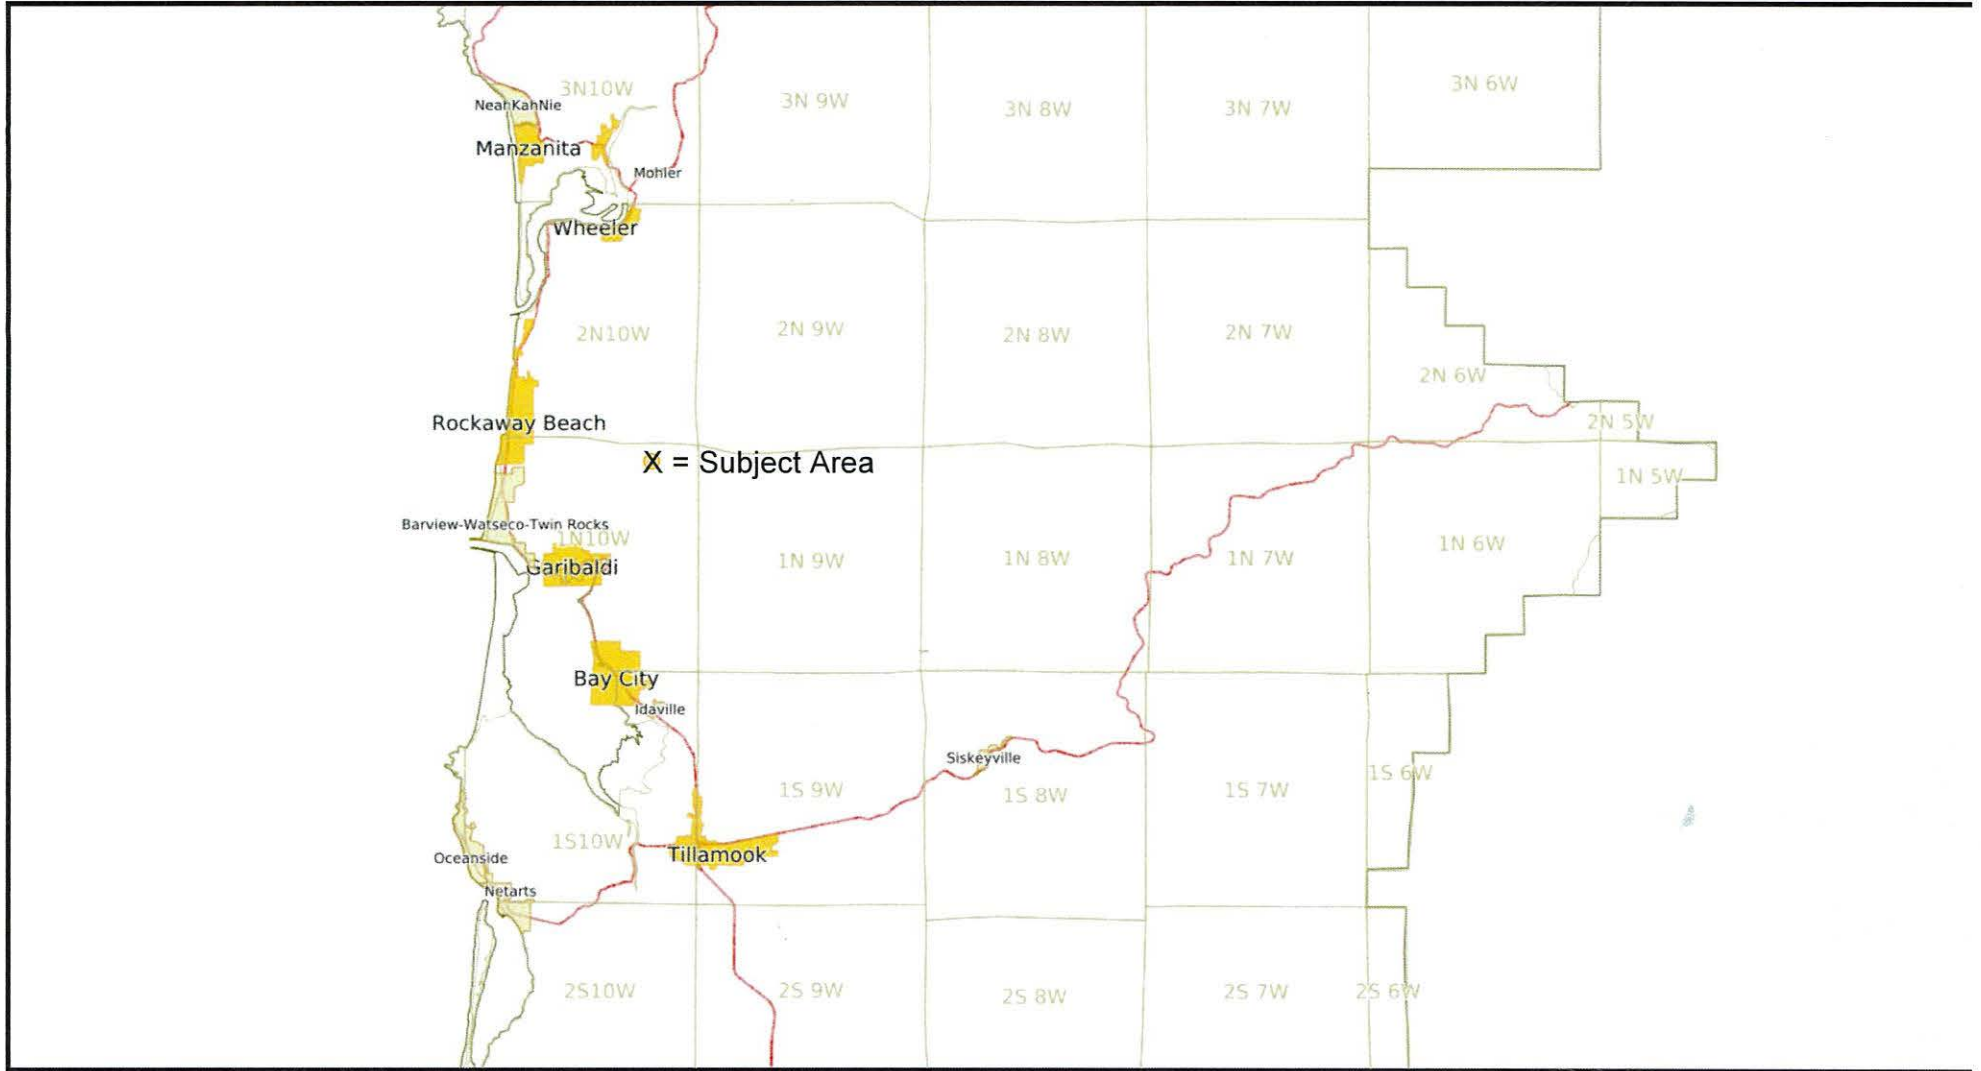 3N 6W
3N10W
3N 9W
3N 8W
3N 7W
NeahKahNie
Manzanita
Mohler
Wheeler
2N10W
2N 9W
2N 8W
2N 7W
2N 6W
Rockaway Beach
2N 5W
X = Subject Area
1N 5W
Barview-Watseco-Twin Rocks
1N10W
1N 9W
1N 8W
1N 7W
1N 6W
Garibaldi
Bay City
Idaville
Siskeyville
1S 6W
1S 9W
1S 8W
1S 7W
1S10W
Tillamook
Oceanside
Netarts
2S10W
2S 9W
2S 8W
2S 7W
2S 6W